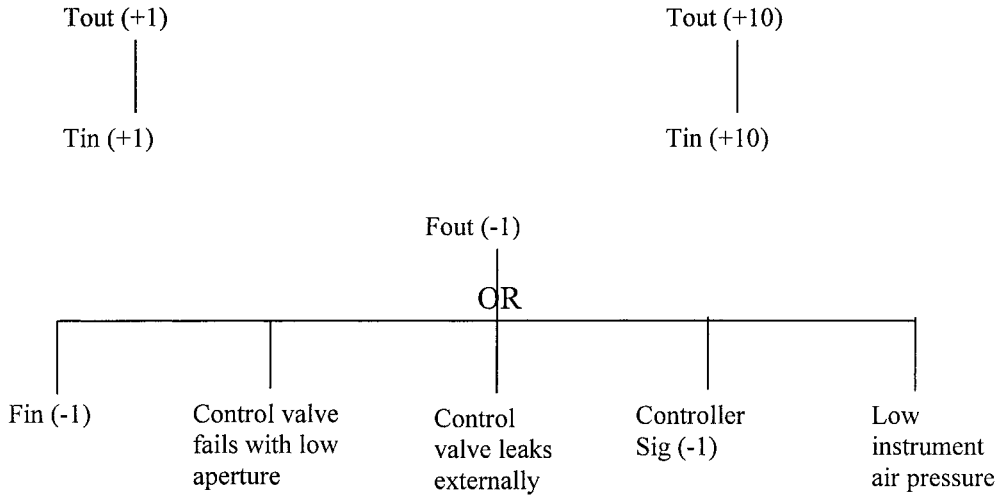 Tout (+1)
Tout (+10)
Tin (+1)
Tin (+10)
Fout (-1)
OR
Fin (-1)
Control valve
fails with low
aperture
Control
valve leaks
externally
Controller
Sig (-1)
Low
instrument
air pressure